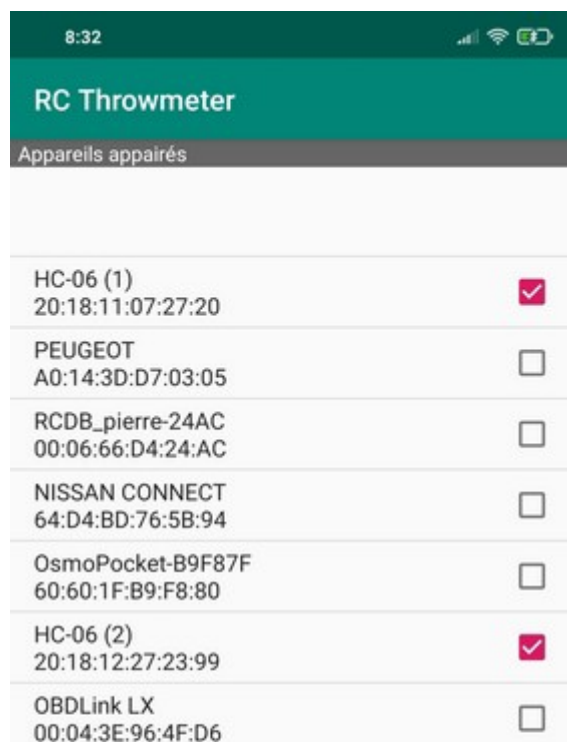 8:32
RC Throwmeter
Appareils appairés
HC-06 (1)
20:18:11:07:27:20
PEUGEOT
A0:14:3D:D7:03:05
RCDB_pierre-24AC
00:06:66:D4:24:AC
NISSAN CONNECT
64:D4:BD:76:5B:94
OsmoPocket-B9F87F
60:60:1F:B9:F8:80
HC-06 (2)
20:18:12:27:23:99
OBDLink LX
00:04:3E:96:4F:D6